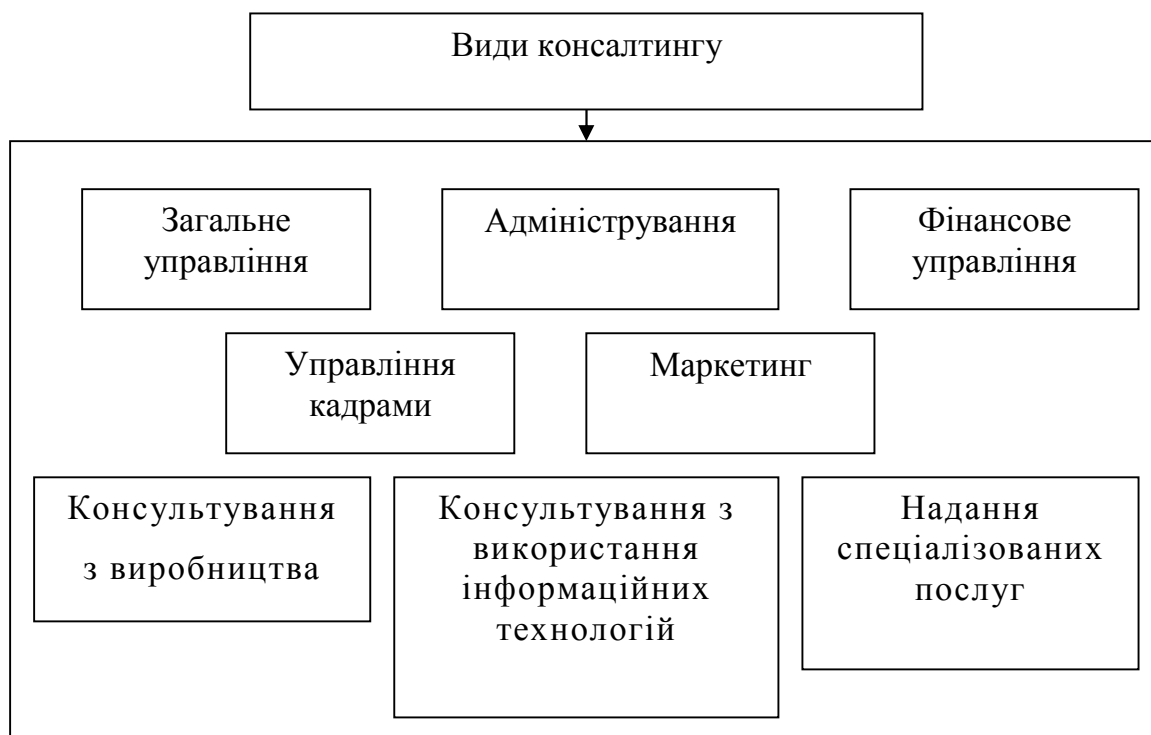 Види консалтингу
Загальне
управління
Адміністрування
Фінансове
управління
Управління
кадрами
Маркетинг
Консультування
з виробництва
Консультування з
використання
інформаційних
технологій
Надання
спеціалізованих
послуг